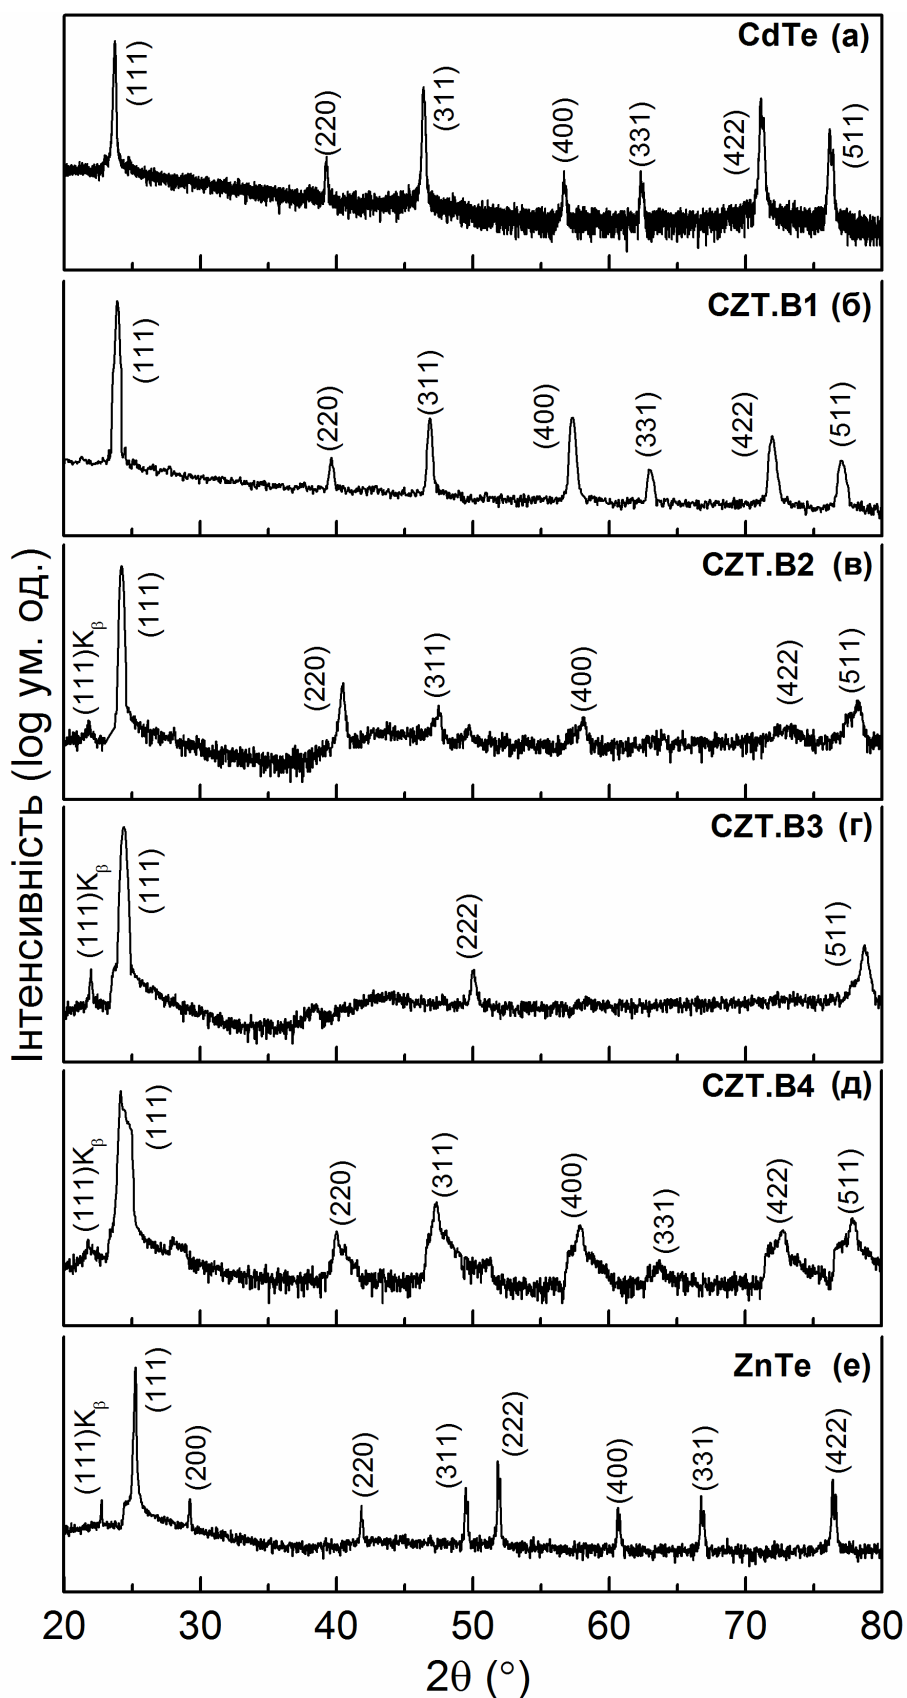 CdTe (а)
(111)
(220)
(311)
(400)
(331)
(422)
(511)
CZT.B1 (б)
(111)
(220)
(311)
(400)
(331)
(422)
(511)
CZT.B2 (в)
(111)Kβ
(111)
(220)
(311)
(400)
(422)
(511)
CZT.B3 (г)
(111)Kβ
(111)
(222)
(511)
CZT.B4 (д)
(111)Kβ
(111)
(220)
(311)
(400)
(331)
(422)
(511)
ZnTe (е)
(111)Kβ
(111)
(200)
(220)
(311)
(222)
(400)
(331)
(422)
Інтенсивність (log ум. од.)
20 30 40 50 60 70 80
2θ (°)